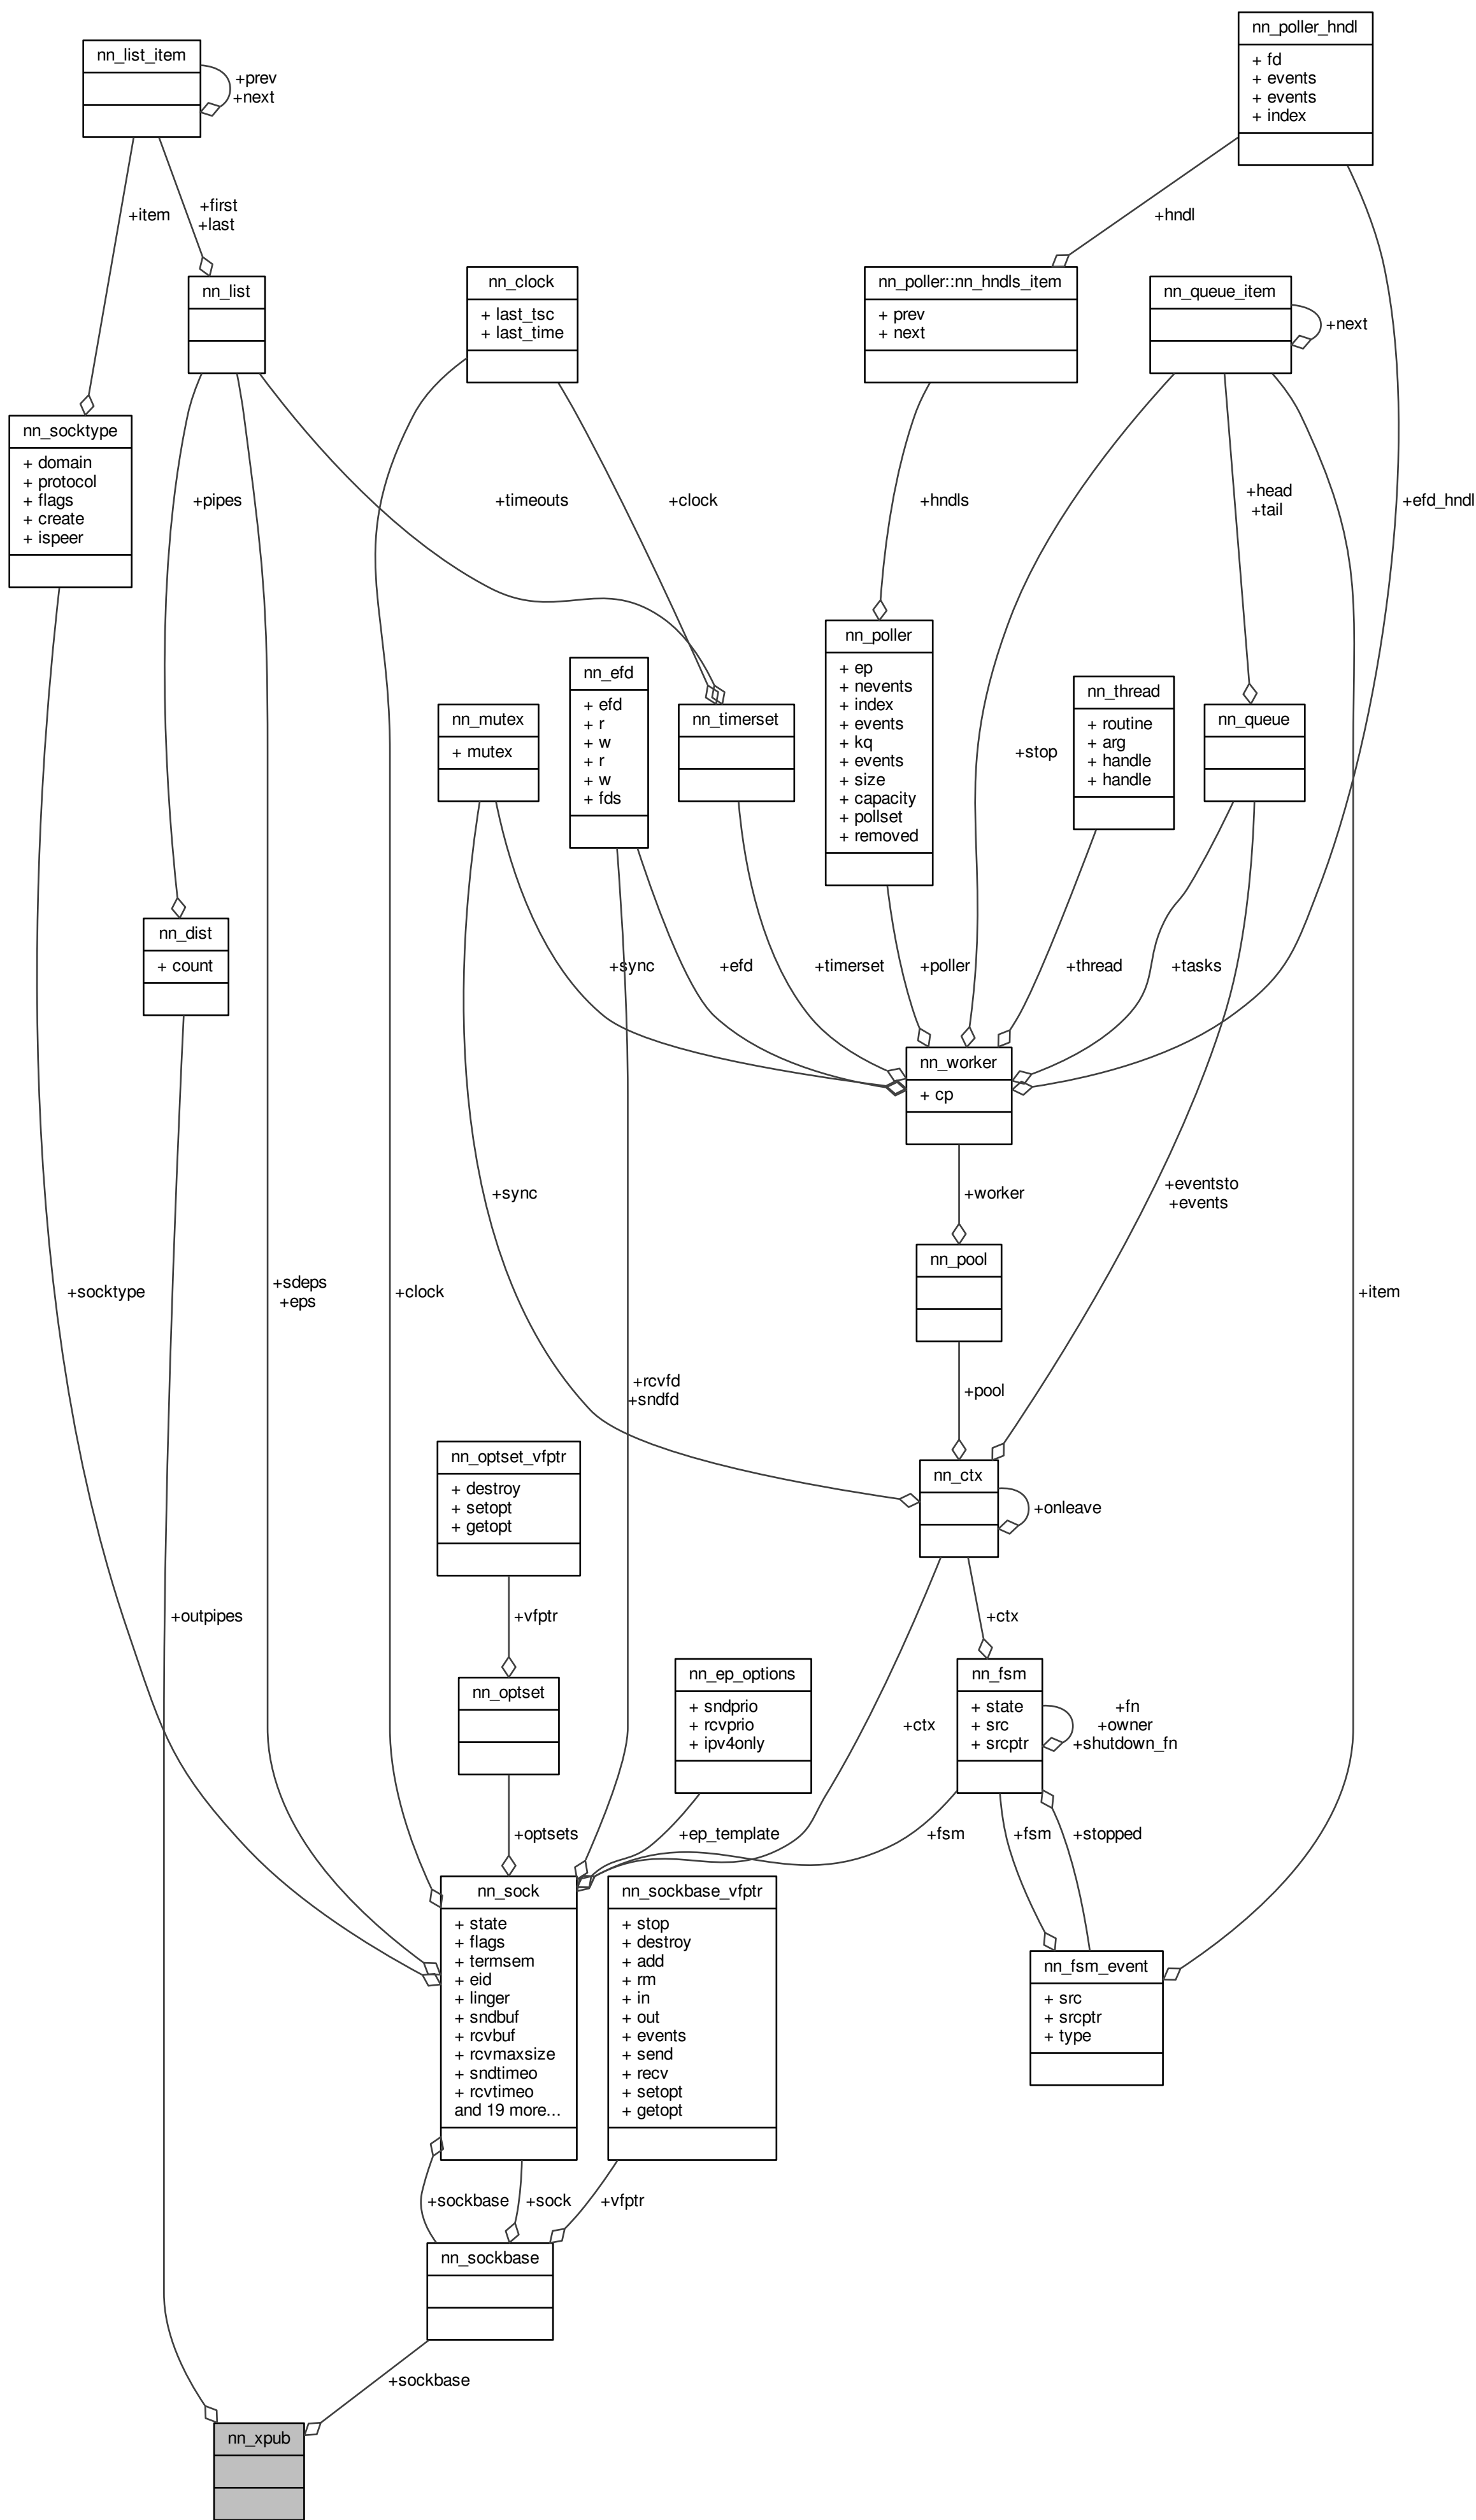 nn_poller_hndl
+ fd
+ events
+ events
+ index
nn_list_item
+prev
+next
+item
+first
+last
+hndl
nn_list
nn_clock
+ last_tsc
+ last_time
nn_poller::nn_hndls_item
+ prev
+ next
nn_queue_item
+next
nn_socktype
+ domain
+ protocol
+ flags
+ create
+ ispeer
+pipes
+timeouts
+clock
+hndls
+head
+tail
+efd_hndl
nn_poller
+ ep
+ nevents
+ index
+ events
+ kq
+ events
+ size
+ capacity
+ pollset
+ removed
nn_efd
+ efd
+ r
+ w
+ r
+ w
+ fds
nn_thread
+ routine
+ arg
+ handle
+ handle
nn_mutex
+ mutex
nn_timerset
+stop
nn_queue
nn_dist
+ count
+sync
+efd
+timerset
+poller
+thread
+tasks
nn_worker
+ cp
+sync
+worker
+eventsto
+events
nn_pool
+socktype
+sdeps
+eps
+clock
+item
+rcvfd
+sndfd
+pool
nn_optset_vfptr
+ destroy
+ setopt
+ getopt
nn_ctx
+onleave
+outpipes
+vfptr
+ctx
nn_optset
nn_ep_options
+ sndprio
+ rcvprio
+ ipv4only
nn_fsm
+ state
+ src
+ srcptr
+fn
+owner
+shutdown_fn
+ctx
+optsets
+ep_template
+fsm
+fsm
+stopped
nn_sock
+ state
+ flags
+ termsem
+ eid
+ linger
+ sndbuf
+ rcvbuf
+ rcvmaxsize
+ sndtimeo
+ rcvtimeo
and 19 more...
nn_sockbase_vfptr
+ stop
+ destroy
+ add
+ rm
+ in
+ out
+ events
+ send
+ recv
+ setopt
+ getopt
nn_fsm_event
+ src
+ srcptr
+ type
+sockbase
+sock
+vfptr
nn_sockbase
+sockbase
nn_xpub